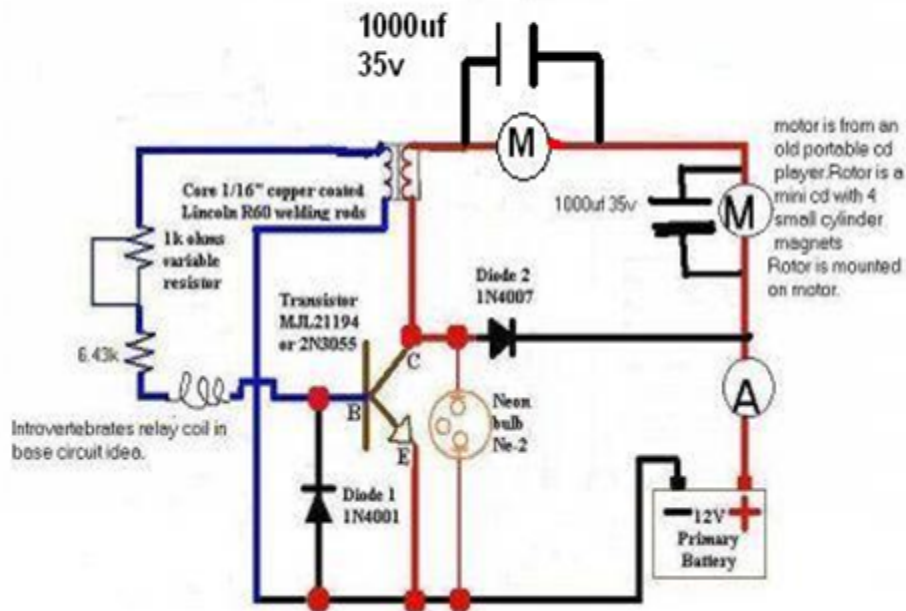 1000uf
35v
M
motor is from an
old portable cd
player.Rotor is a
mini cd with 4
small cylinder
magnets
Rotor is mounted
on motor.
M
1000uf 35v
Core 1/16" copper coated
Lincoln R60 welding rods
1k ohms
variable
resistor
Diode 2
1N4007
Transistor
MJL21194
or 2N3055
6.43k
C
B
E
A
Neon
bulb
Ne-2
Introvertebrates relay coil in
base circuit idea.
Diode 1
1N4001
12V
Primary
Battery